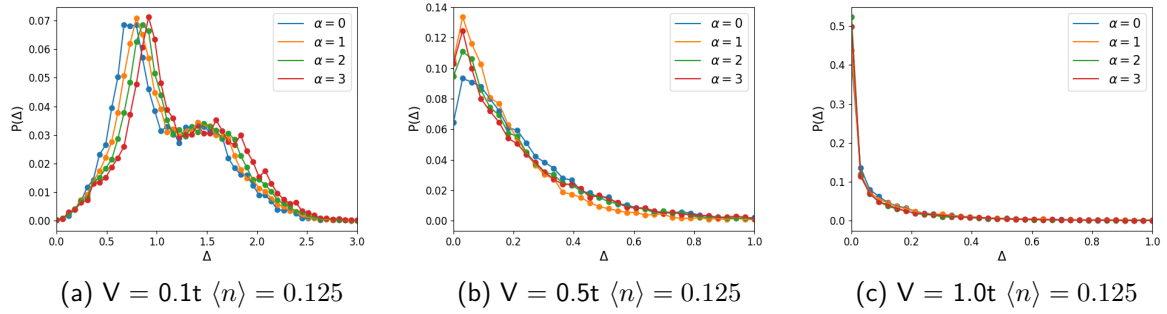 P(Δ)
0.07
0.06
0.05
0.04
0.03
0.02
0.01
0.00
α = 0
α = 1
α = 2
α = 3
0.0 0.5 1.0 1.5 2.0 2.5 3.0
Δ
(a) V = 0.1t ⟨n⟩ = 0.125
P(Δ)
0.14
0.12
0.10
0.08
0.06
0.04
0.02
0.00
α = 0
α = 1
α = 2
α = 3
0.0 0.2 0.4 0.6 0.8 1.0
Δ
(b) V = 0.5t ⟨n⟩ = 0.125
P(Δ)
0.5
0.4
0.3
0.2
0.1
0.0
α = 0
α = 1
α = 2
α = 3
0.0 0.2 0.4 0.6 0.8 1.0
Δ
(c) V = 1.0t ⟨n⟩ = 0.125